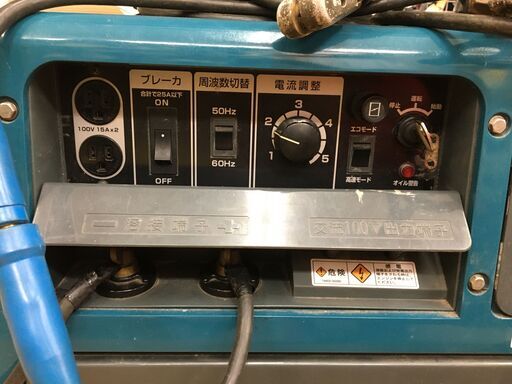 ブレーカ
合計で25A以下
ON
OFF
100V 15A×2
周波数切替
50Hz
60Hz
電流調整
1
2
3
4
5
エコモード
高速モード
停止
運転
始動
オイル警告
溶接端子
交流100V出力端子
危険
感電